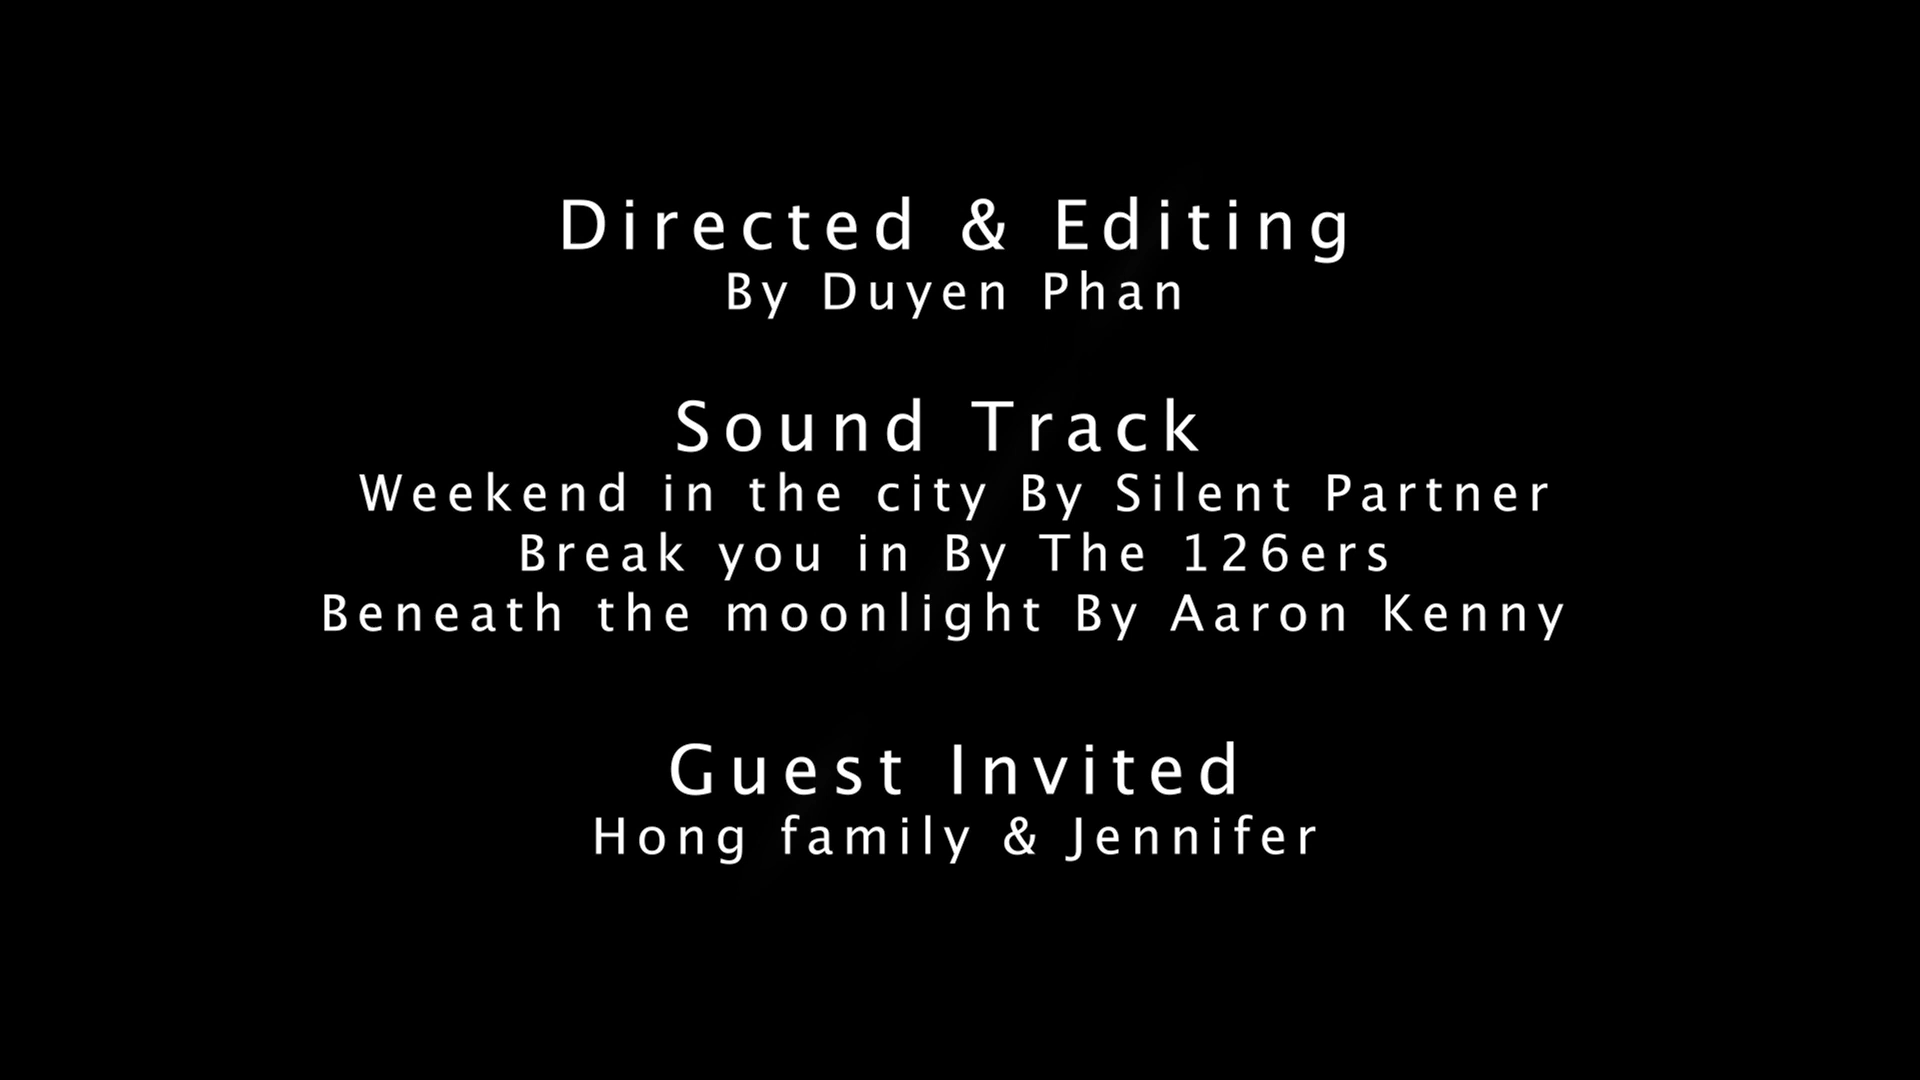 Directed & Editing
By Duyen Phan
Sound Track
Weekend in the city By Silent Partner
Break you in By The 126ers
Beneath the moonlight By Aaron Kenny
Guest Invited
Hong family & Jennifer